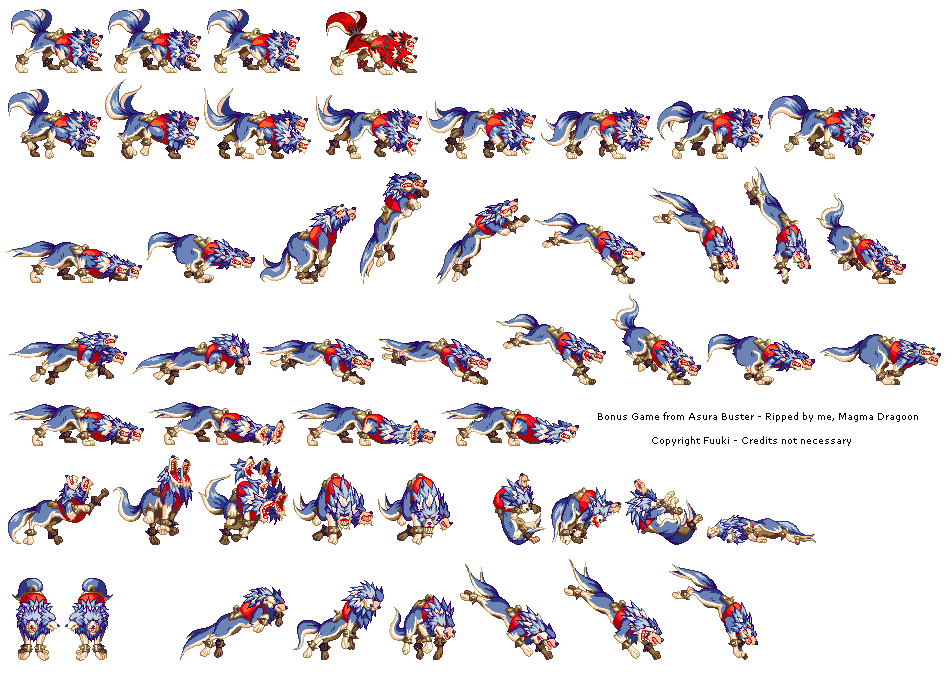 Bonus Game from Asura Buster - Ripped by me, Magma Dragoon
Copyright Fuuki - Credits not necessary